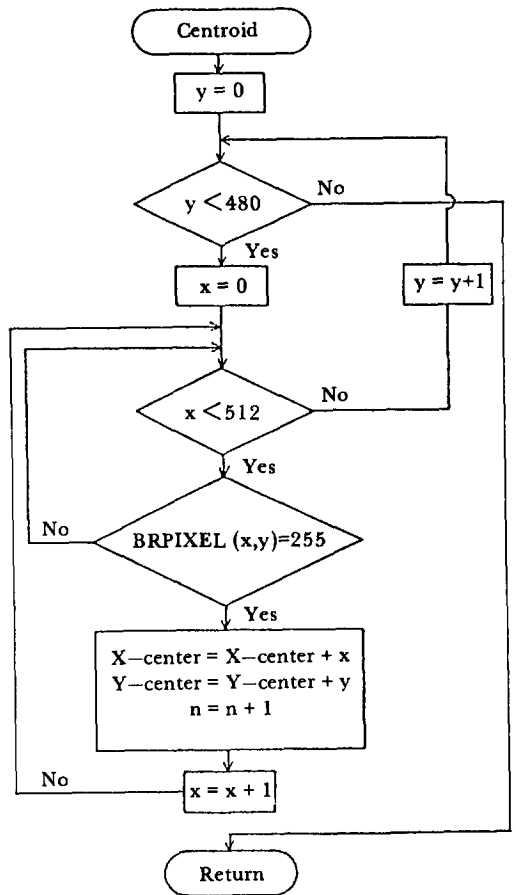 Centroid
y = 0
y <480
No
Yes
x = 0
y = y+1
x <512
No
Yes
BRPIXEL (x,y)=255
No
Yes
X—center = X—center + x
Y—center = Y—center + y
n = n + 1
x = x + 1
No
Return